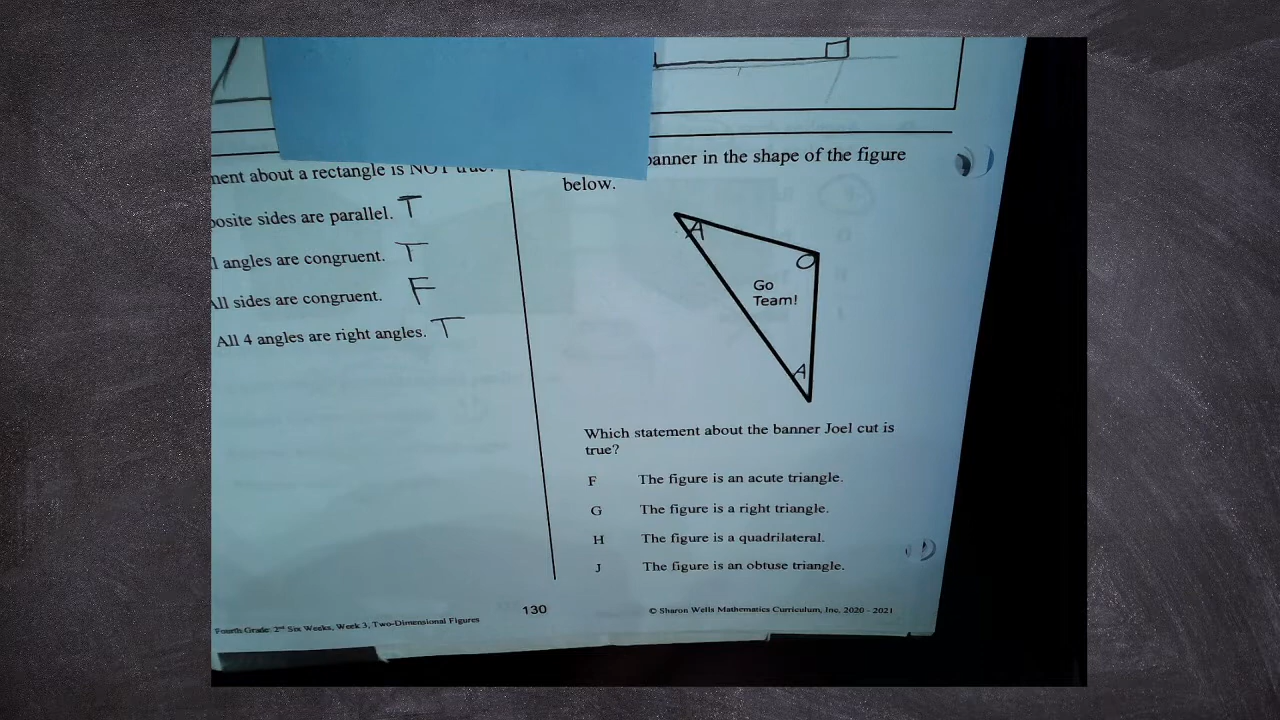 ment about a rectangle is NOT true?
posite sides are parallel. T
l angles are congruent. T
All sides are congruent. F
All 4 angles are right angles. T
banner in the shape of the figure
below.
A
O
Go
Team!
A
Which statement about the banner Joel cut is
true?
F The figure is an acute triangle.
G The figure is a right triangle.
H The figure is a quadrilateral.
J The figure is an obtuse triangle.
130
© Sharon Wells Mathematics Curriculum, Inc. 2020 - 2021
Fourth Grade: 2nd Six Weeks, Week 3, Two-Dimensional Figures